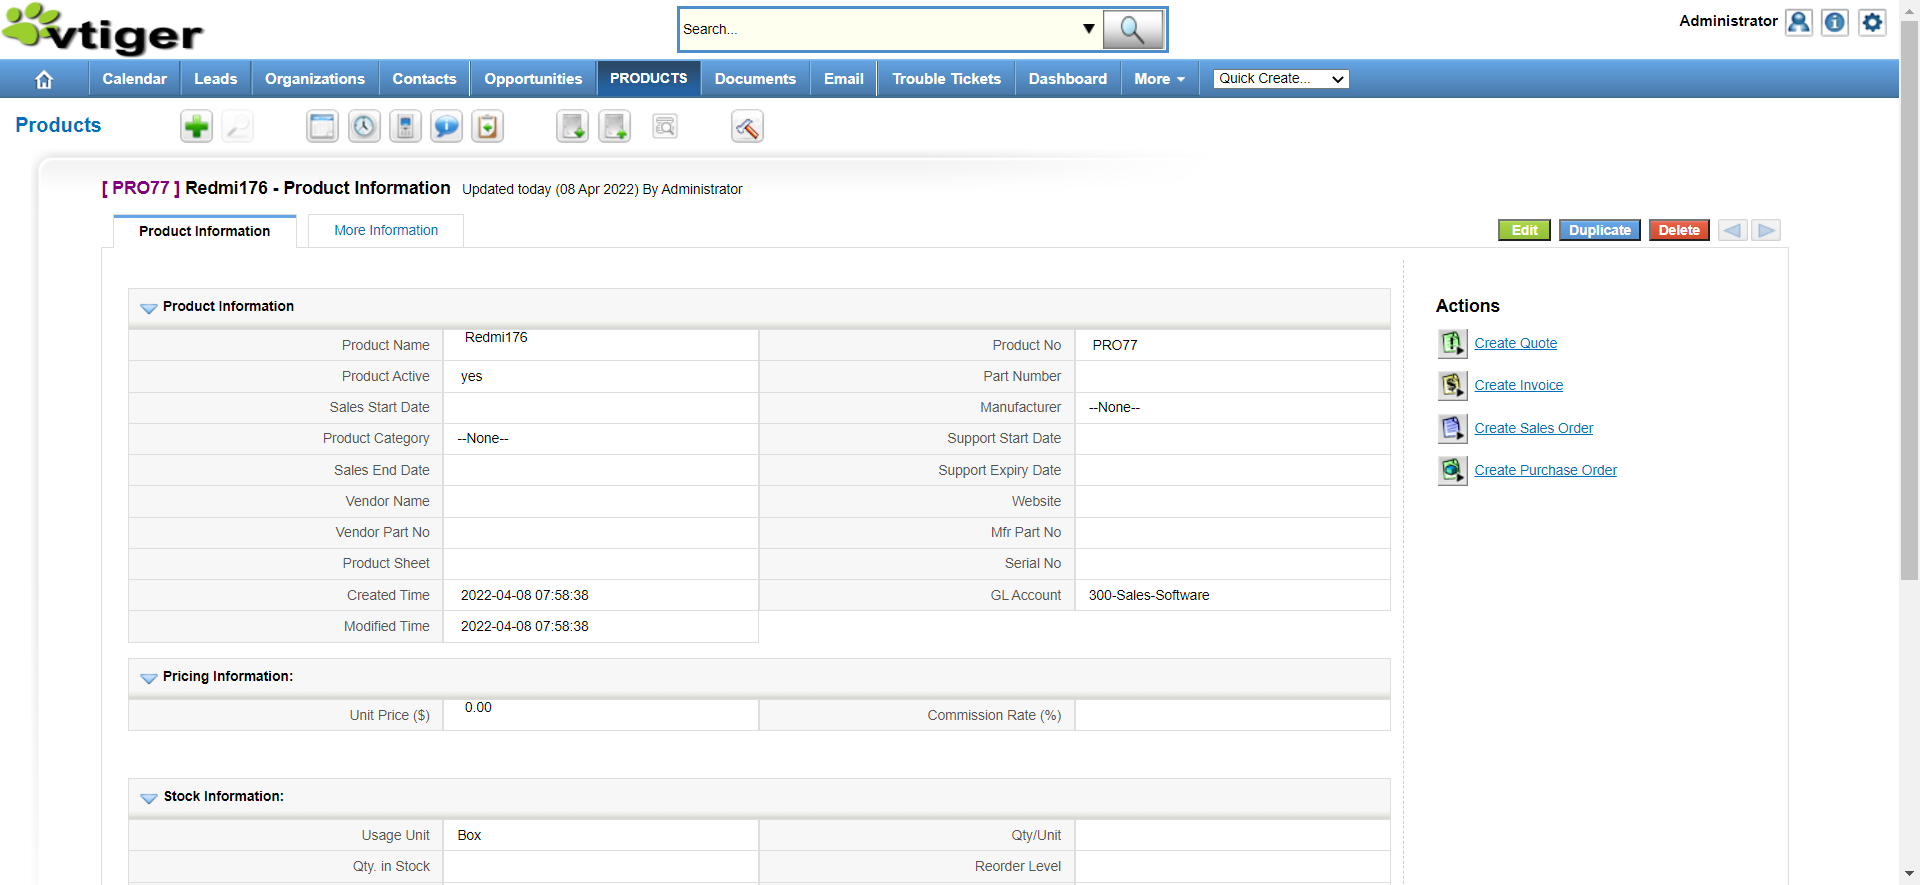 vtiger
Search...
Administrator
Calendar
Leads
Organizations
Contacts
Opportunities
PRODUCTS
Documents
Email
Trouble Tickets
Dashboard
More
Quick Create...
Products
[ PRO77 ] Redmi176 - Product Information Updated today (08 Apr 2022) By Administrator
Product Information
More Information
Edit
Duplicate
Delete
Product Information
Product Name Redmi176 Product No PRO77
Product Active yes Part Number
Sales Start Date Manufacturer --None--
Product Category --None-- Support Start Date
Sales End Date Support Expiry Date
Vendor Name Website
Vendor Part No Mfr Part No
Product Sheet Serial No
Created Time 2022-04-08 07:58:38 GL Account 300-Sales-Software
Modified Time 2022-04-08 07:58:38
Pricing Information:
Unit Price ($) 0.00 Commission Rate (%)
Stock Information:
Usage Unit Box Qty/Unit
Qty. in Stock Reorder Level
Actions
Create Quote
Create Invoice
Create Sales Order
Create Purchase Order